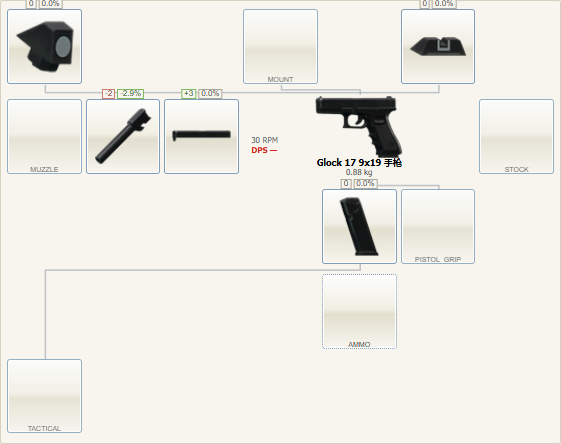 0 0.0%
0 0.0%
MOUNT
-2 -2.9%
+3 0.0%
30 RPM
DPS —
MUZZLE
Glock 17 9x19 手枪
0.88 kg
STOCK
0 0.0%
PISTOL GRIP
AMMO
TACTICAL